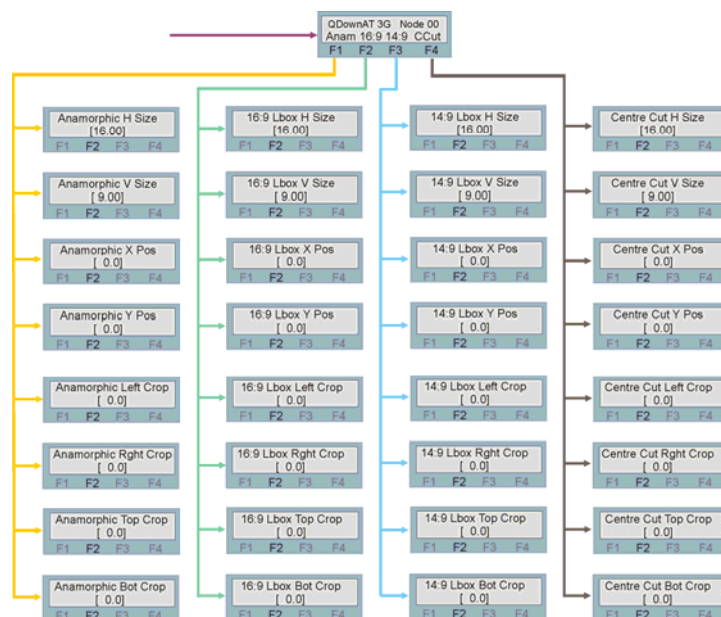 QDownAT 3G Node 00
Anam 16:9 14:9 CCut
F1 F2 F3 F4
Anamorphic H Size
[16.00]
F1 F2 F3 F4
16:9 Lbox H Size
[16.00]
F1 F2 F3 F4
14:9 Lbox H Size
[16.00]
F1 F2 F3 F4
Centre Cut H Size
[16.00]
F1 F2 F3 F4
Anamorphic V Size
[ 9.00]
F1 F2 F3 F4
16:9 Lbox V Size
[ 9.00]
F1 F2 F3 F4
14:9 Lbox V Size
[ 9.00]
F1 F2 F3 F4
Centre Cut V Size
[ 9.00]
F1 F2 F3 F4
Anamorphic X Pos
[ 0.0]
F1 F2 F3 F4
16:9 Lbox X Pos
[ 0.0]
F1 F2 F3 F4
14:9 Lbox X Pos
[ 0.0]
F1 F2 F3 F4
Centre Cut X Pos
[ 0.0]
F1 F2 F3 F4
Anamorphic Y Pos
[ 0.0]
F1 F2 F3 F4
16:9 Lbox Y Pos
[ 0.0]
F1 F2 F3 F4
14:9 Lbox Y Pos
[ 0.0]
F1 F2 F3 F4
Centre Cut Y Pos
[ 0.0]
F1 F2 F3 F4
Anamorphic Left Crop
[ 0.0]
F1 F2 F3 F4
16:9 Lbox Left Crop
[ 0.0]
F1 F2 F3 F4
14:9 Lbox Left Crop
[ 0.0]
F1 F2 F3 F4
Centre Cut Left Crop
[ 0.0]
F1 F2 F3 F4
Anamorphic Rght Crop
[ 0.0]
F1 F2 F3 F4
16:9 Lbox Rght Crop
[ 0.0]
F1 F2 F3 F4
14:9 Lbox Rght Crop
[ 0.0]
F1 F2 F3 F4
Centre Cut Rght Crop
[ 0.0]
F1 F2 F3 F4
Anamorphic Top Crop
[ 0.0]
F1 F2 F3 F4
16:9 Lbox Top Crop
[ 0.0]
F1 F2 F3 F4
14:9 Lbox Top Crop
[ 0.0]
F1 F2 F3 F4
Centre Cut Top Crop
[ 0.0]
F1 F2 F3 F4
Anamorphic Bot Crop
[ 0.0]
F1 F2 F3 F4
16:9 Lbox Bot Crop
[ 0.0]
F1 F2 F3 F4
14:9 Lbox Bot Crop
[ 0.0]
F1 F2 F3 F4
Centre Cut Bot Crop
[ 0.0]
F1 F2 F3 F4